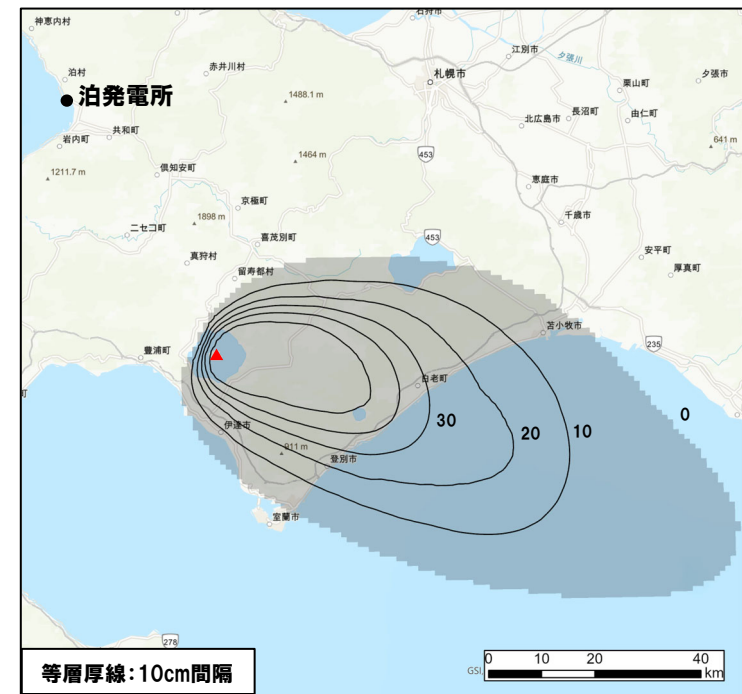 神恵内村
石狩市
江別市
夕張川
泊村
赤井川村
札幌市
夕張市
栗山町
泊発電所
1488.1 m
長沼町
由仁町
北広島市
共和町
岩内町
641 m
453
1464 m
1211.7 m
倶知安町
恵庭市
京極町
1898 m
千歳市
ニセコ町
喜茂別町
453
安平町
真狩村
厚真町
留寿都村
苫小牧市
235
豊浦町
白老町
30
20
10
0
伊達市
911 m
登別市
室蘭市
町
278
等層厚線:10cm間隔
GSI,
0 10 20 40
km